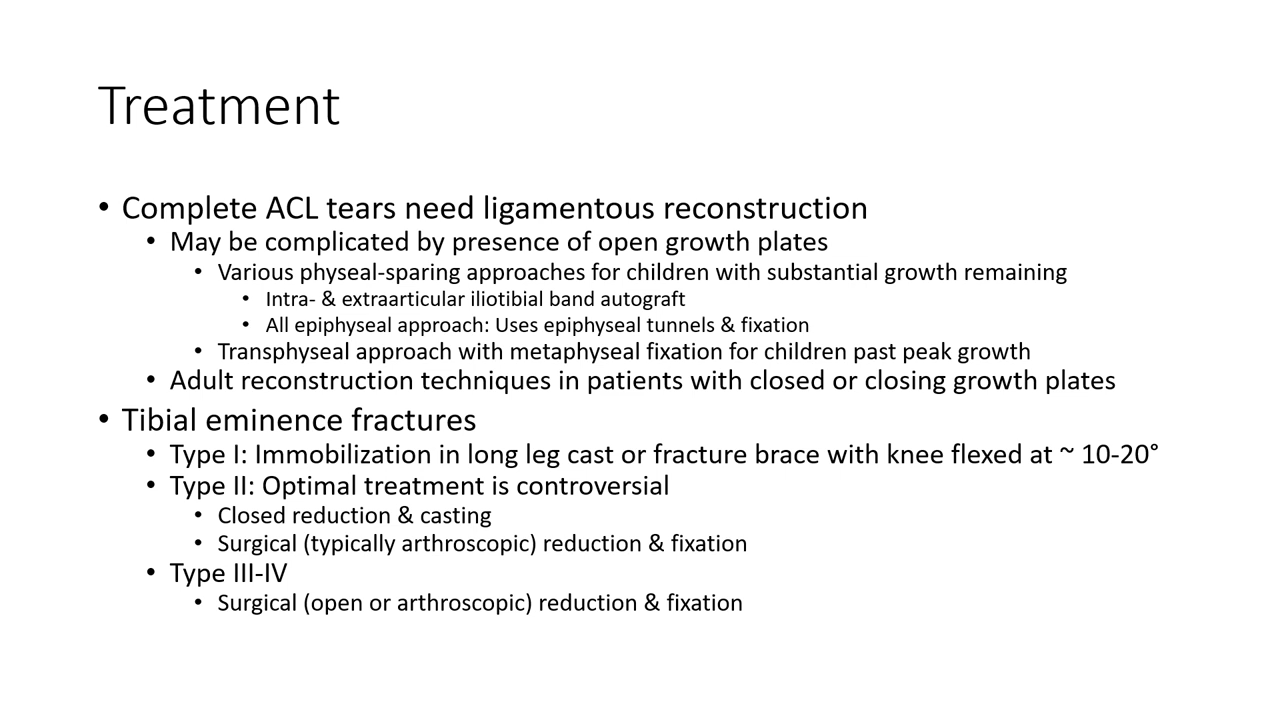 Treatment
• Complete ACL tears need ligamentous reconstruction
• May be complicated by presence of open growth plates
• Various physeal-sparing approaches for children with substantial growth remaining
• Intra- & extraarticular iliotibial band autograft
• All epiphyseal approach: Uses epiphyseal tunnels & fixation
• Transphyseal approach with metaphyseal fixation for children past peak growth
• Adult reconstruction techniques in patients with closed or closing growth plates
• Tibial eminence fractures
• Type I: Immobilization in long leg cast or fracture brace with knee flexed at ~ 10-20°
• Type II: Optimal treatment is controversial
• Closed reduction & casting
• Surgical (typically arthroscopic) reduction & fixation
• Type III-IV
• Surgical (open or arthroscopic) reduction & fixation